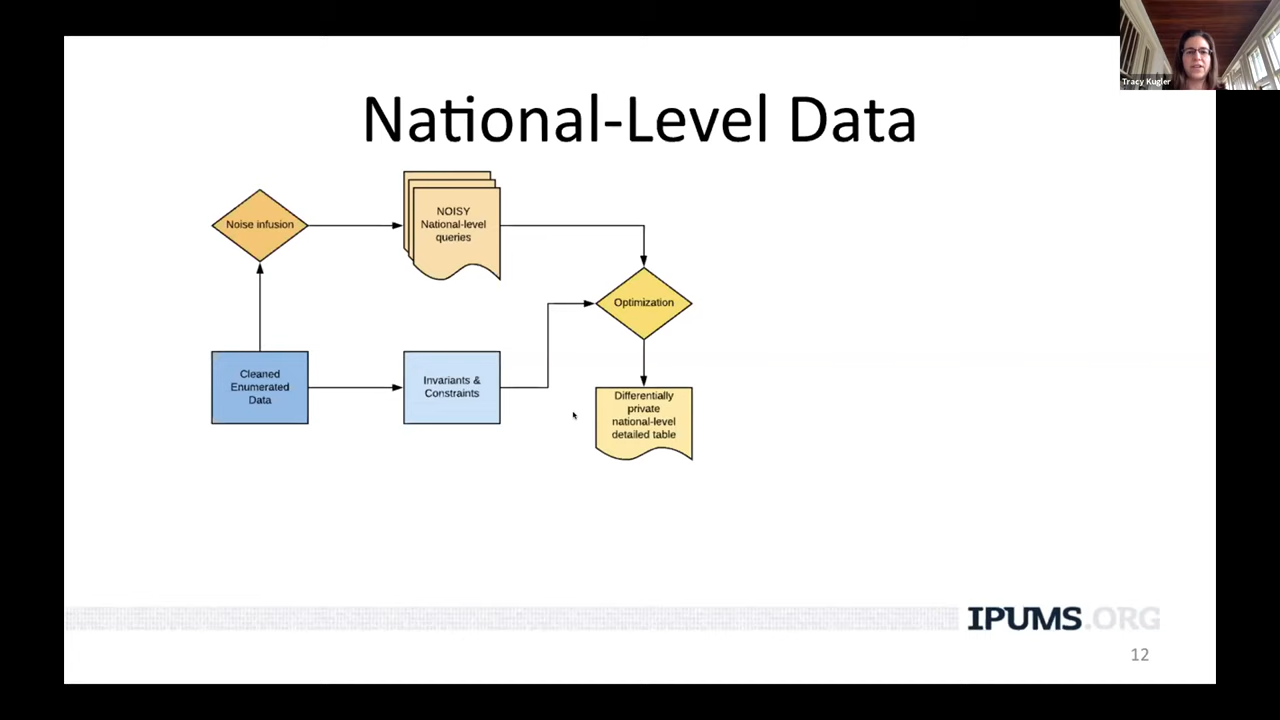 Tracy Kugler
National-Level Data
Noise infusion
NOISY
National-level
queries
Optimization
Cleaned
Enumerated
Data
Invariants &
Constraints
Differentially
private
national-level
detailed table
IPUMS.ORG
12